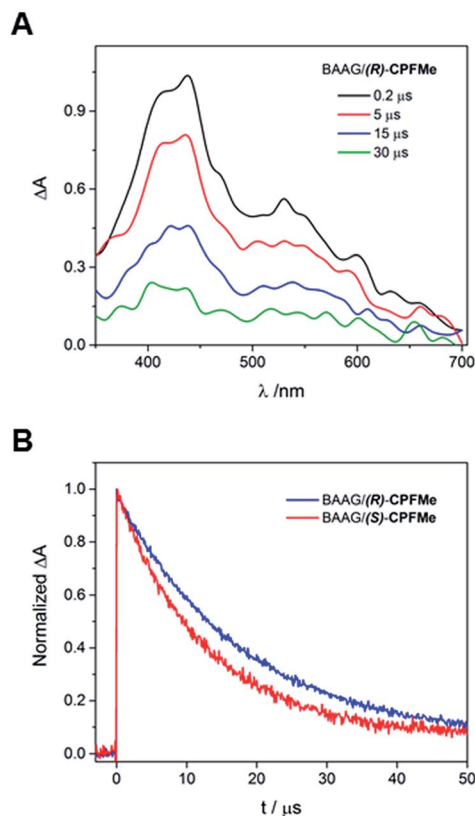 A
BAAG/(R)-CPFMe
0.2 μs
5 μs
15 μs
30 μs
0.9
0.6
0.3
0.0
ΔA
400
500
600
700
λ /nm
B
BAAG/(R)-CPFMe
BAAG/(S)-CPFMe
1.0
0.8
0.6
0.4
0.2
0.0
Normalized ΔA
0
10
20
30
40
50
t / μs